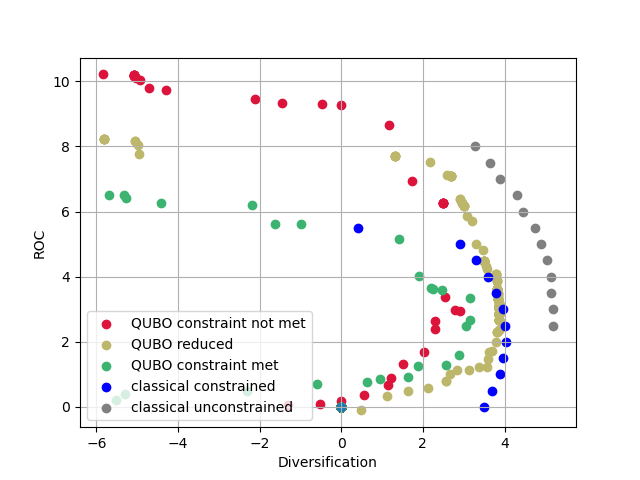 10
8
6
4
2
0
ROC
QUBO constraint not met
QUBO reduced
QUBO constraint met
classical constrained
classical unconstrained
−6
−4
−2
0
2
4
Diversification